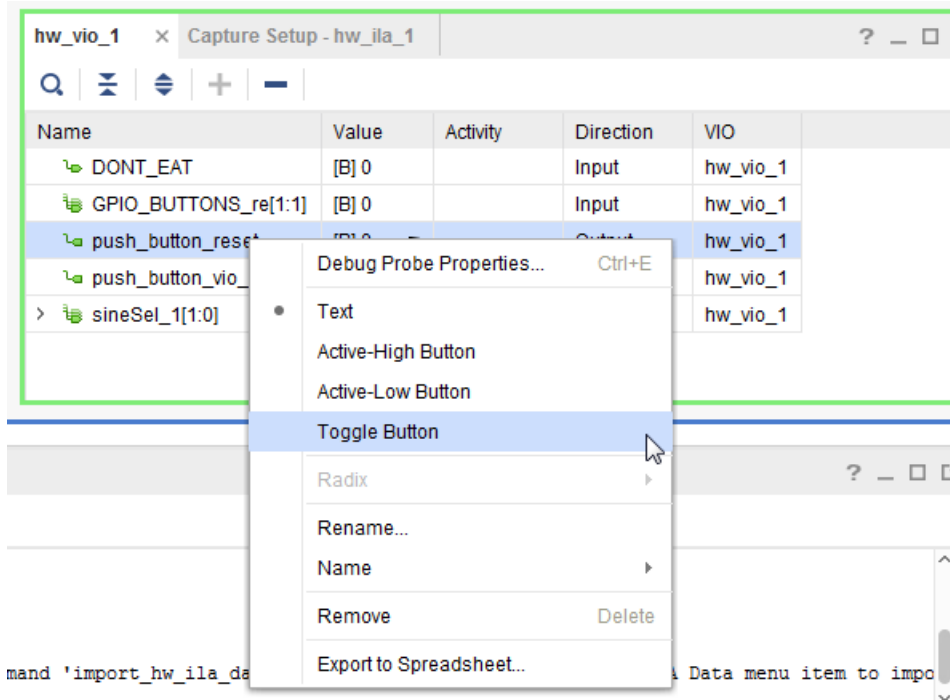 hw_vio_1 × Capture Setup - hw_ila_1 ?
Name Value Activity Direction VIO
DONT_EAT [B] 0 Input hw_vio_1
GPIO_BUTTONS_re[1:1] [B] 0 Input hw_vio_1
push_button_reset [B] 0 Output hw_vio_1
push_button_vio_ hw_vio_1
sineSel_1[1:0] hw_vio_1
Debug Probe Properties... Ctrl+E
Text
Active-High Button
Active-Low Button
Toggle Button
Radix
?
Rename...
Name
Remove Delete
Export to Spreadsheet...
mand 'import_hw_ila_da Data menu item to impo